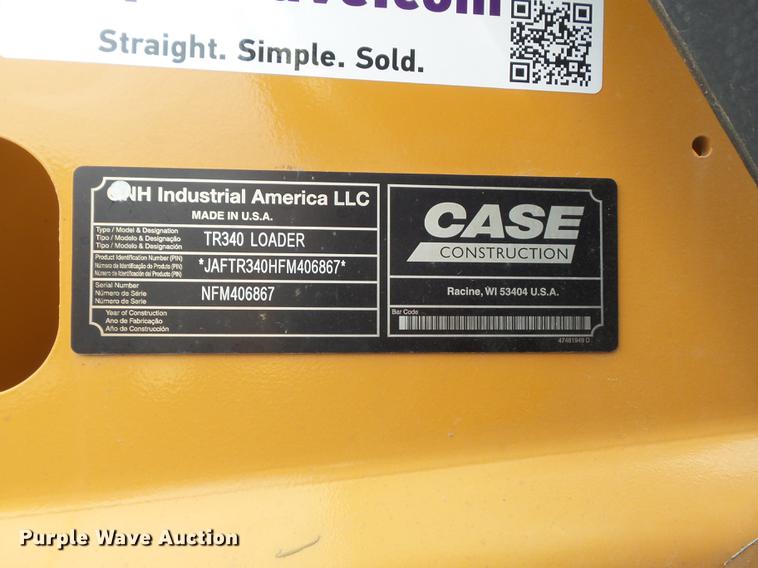 Straight. Simple. Sold.
CNH Industrial America LLC
MADE IN U.S.A.
Type / Model & Designation
Tipo / Modelo & Designação
Tipo / Modelo & Designación
TR340 LOADER
Product Identification Number (PIN)
Número de Identificação do Produto (PIN)
Número de Identificación del Producto (PIN)
*JAFTR340HFM406867*
Serial Number
Número de Série
Número de Serie
NFM406867
Year of Construction
Ano de Fabricação
Año de Construcción
CASE
CONSTRUCTION
Racine, WI 53404 U.S.A.
Bar Code
47481949 D
Purple Wave Auction